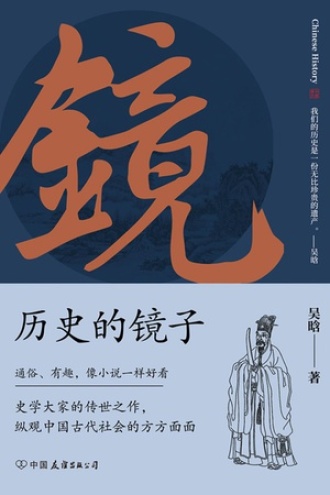 鏡
Chinese History
我们的历史是一份无比珍贵的遗产。——吴晗
历史的镜子
吴晗 著
通俗、有趣，像小说一样好看
史学大家的传世之作，
纵观中国古代社会的方方面面
中国友谊出版公司